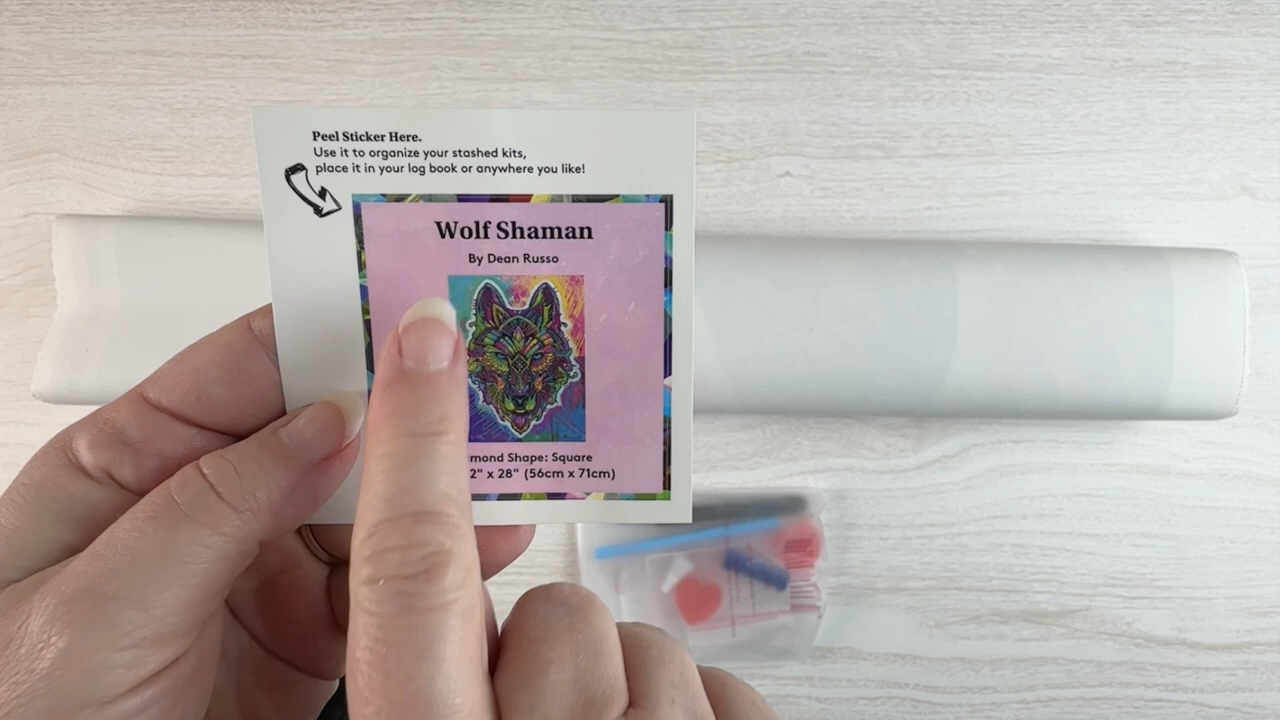 Peel Sticker Here.
Use it to organize your stashed kits,
place it in your log book or anywhere you like!
Wolf Shaman
By Dean Russo
mond Shape: Square
2" x 28" (56cm x 71cm)